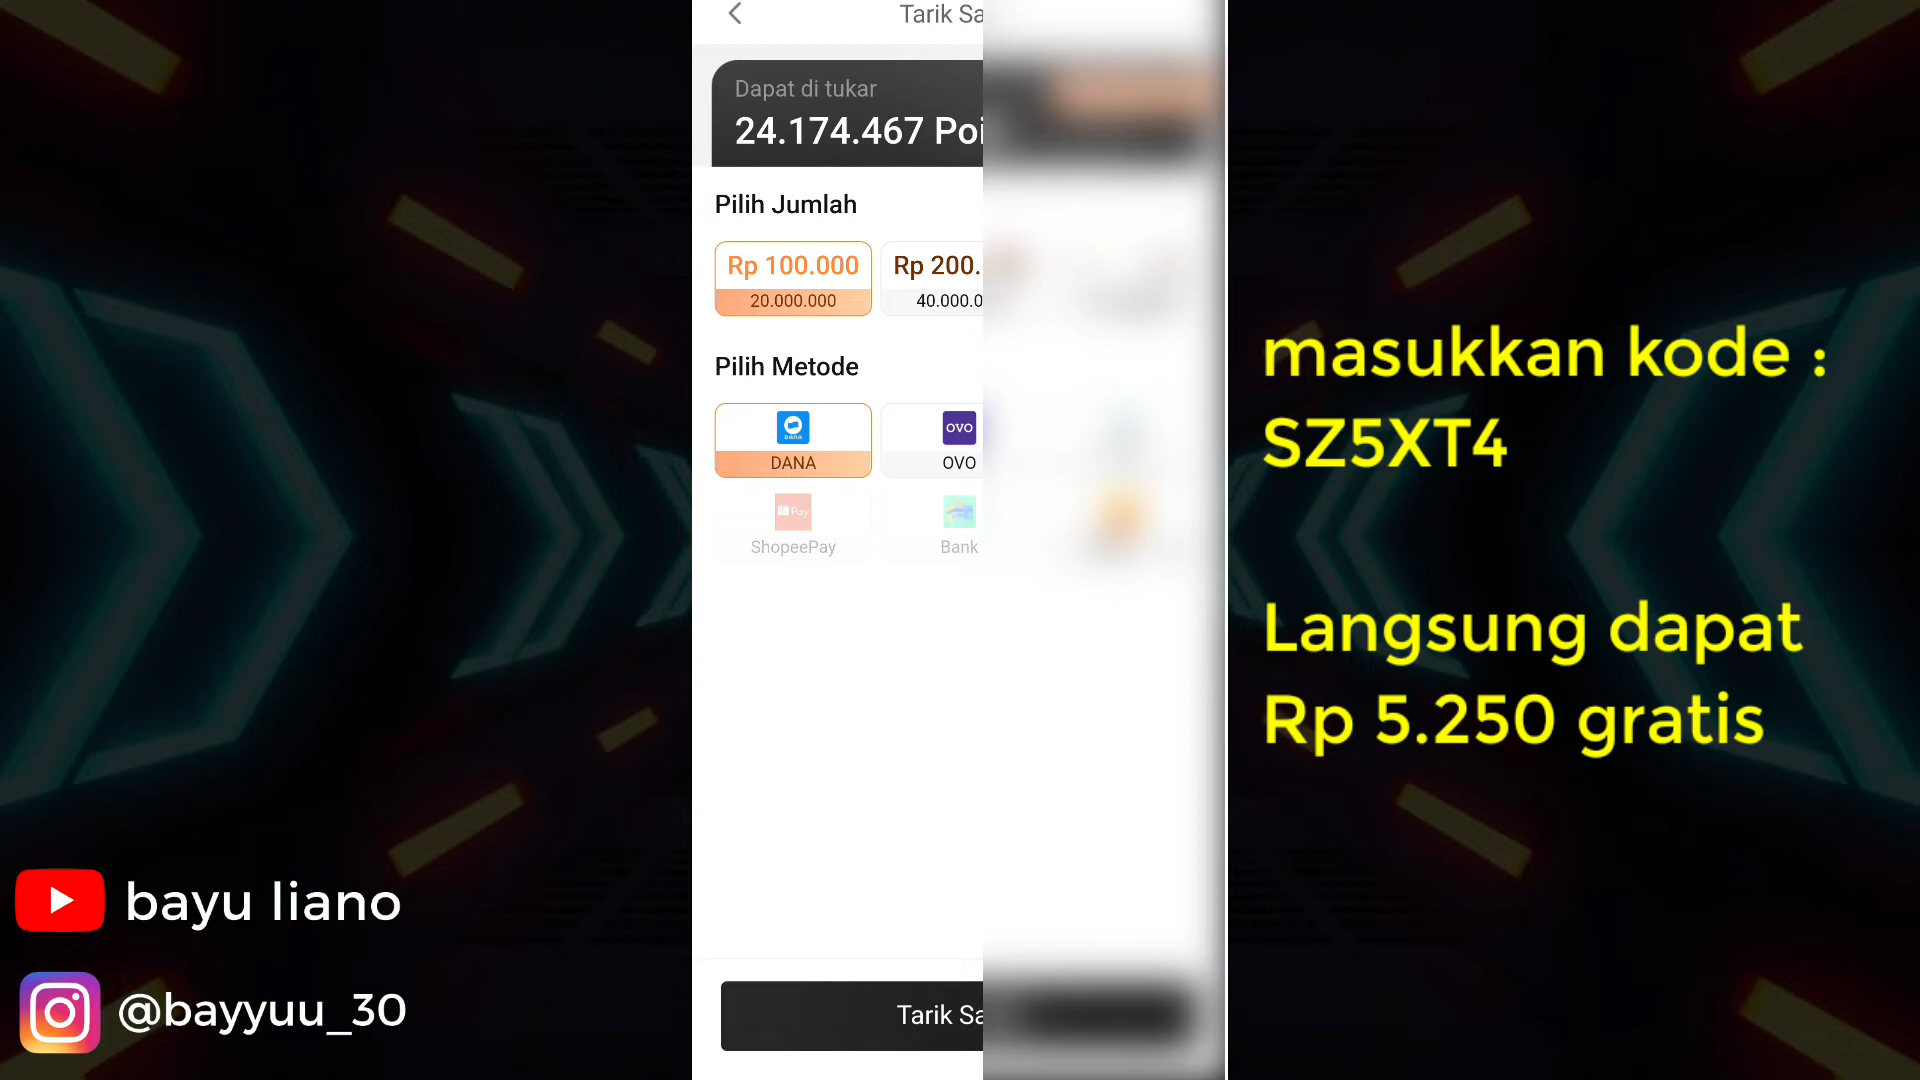 Tarik Sa
Dapat di tukar
24.174.467 Poi
Pilih Jumlah
Rp 100.000
20.000.000
Rp 200.
40.000.0
Pilih Metode
DANA
DANA
OVO
OVO
Pay
ShopeePay
Bank
Tarik Sa
masukkan kode :
SZ5XT4
Langsung dapat
Rp 5.250 gratis
bayu liano
@bayyuu_30